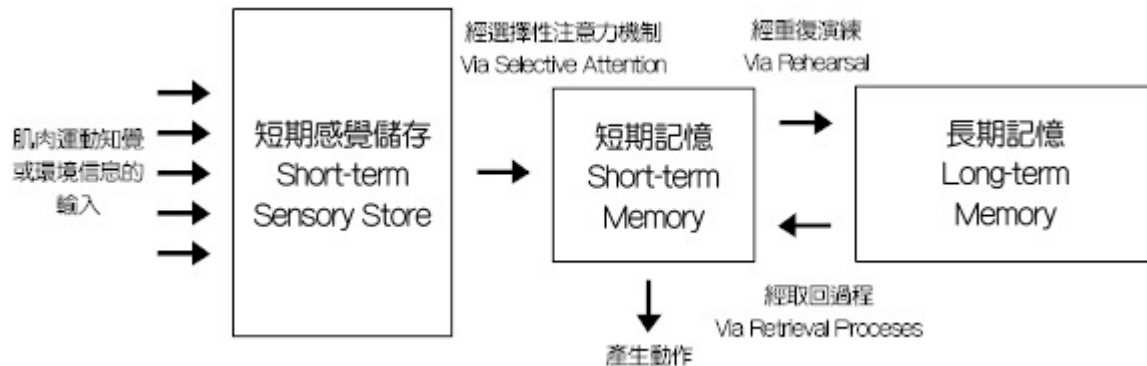 肌肉運動知覺
或環境信息的
輸入
短期感覺儲存
Short-term
Sensory Store
經選擇性注意力機制
Via Selective Attention
短期記憶
Short-term
Memory
產生動作
經重復演練
Via Rehearsal
長期記憶
Long-term
Memory
經取回過程
Via Retrieval Proceses